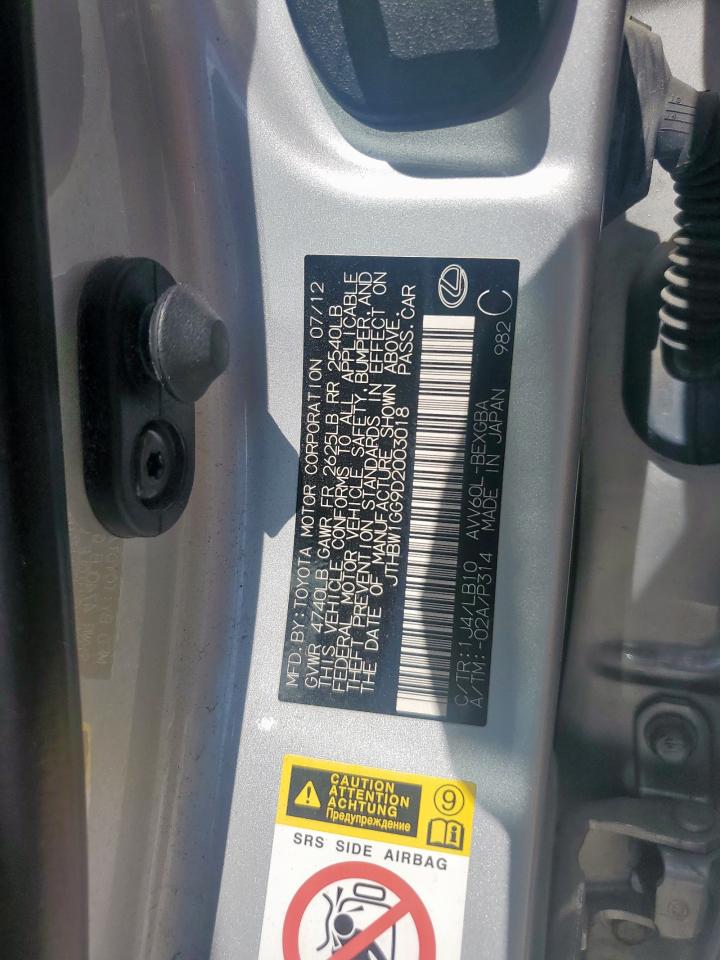 MFD. BY: TOYOTA MOTOR CORPORATION 07/12
GVWR 4740LB GAWR FR 2625LB RR 2540LB
THIS VEHICLE CONFORMS TO ALL APPLICABLE
FEDERAL MOTOR VEHICLE SAFETY, BUMPER, AND
THEFT PREVENTION STANDARDS IN EFFECT ON
THE DATE OF MANUFACTURE SHOWN ABOVE.
JTHBW1GG9D2003018 PASS. CAR
C/TR: 1J4/LB10 AVV60L-BEXGBA 982
A/TM: -02A/P314 MADE IN JAPAN C
CAUTION
ATTENTION
ACHTUNG
Предупреждение
9
SRS SIDE AIRBAG